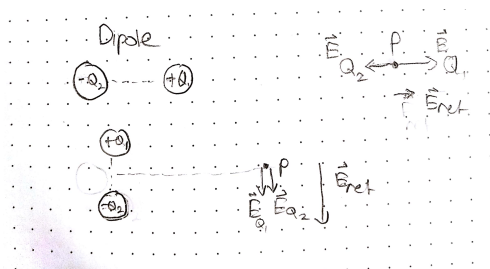 Dipole
-Q₂ +Q₁
E⃗Q₂ P E⃗Q₁
E⃗net
+Q₁
P
E⃗net
-Q₂
E⃗Q₁ E⃗Q₂